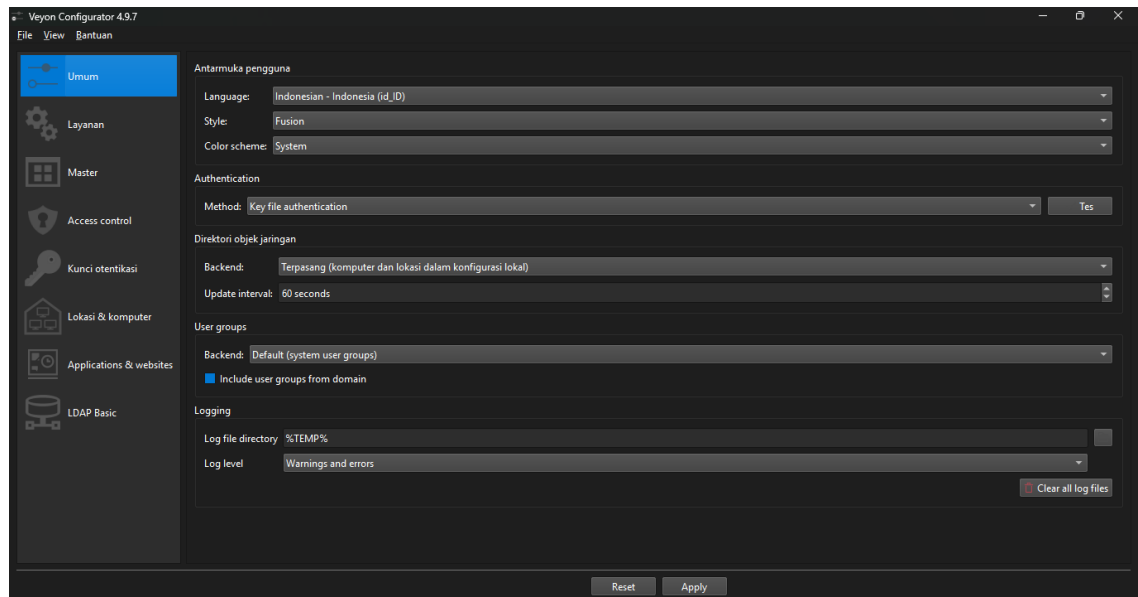 Veyon Configurator 4.9.7
File View Bantuan
Umum
Layanan
Master
Access control
Kunci otentikasi
Lokasi & komputer
Applications & websites
LDAP Basic
Antarmuka pengguna
Language: Indonesian - Indonesia (id_ID)
Style: Fusion
Color scheme: System
Authentication
Method: Key file authentication Tes
Direktori objek jaringan
Backend: Terpasang (komputer dan lokasi dalam konfigurasi lokal)
Update interval: 60 seconds
User groups
Backend: Default (system user groups)
Include user groups from domain
Logging
Log file directory %TEMP%
Log level Warnings and errors
Clear all log files
Reset Apply